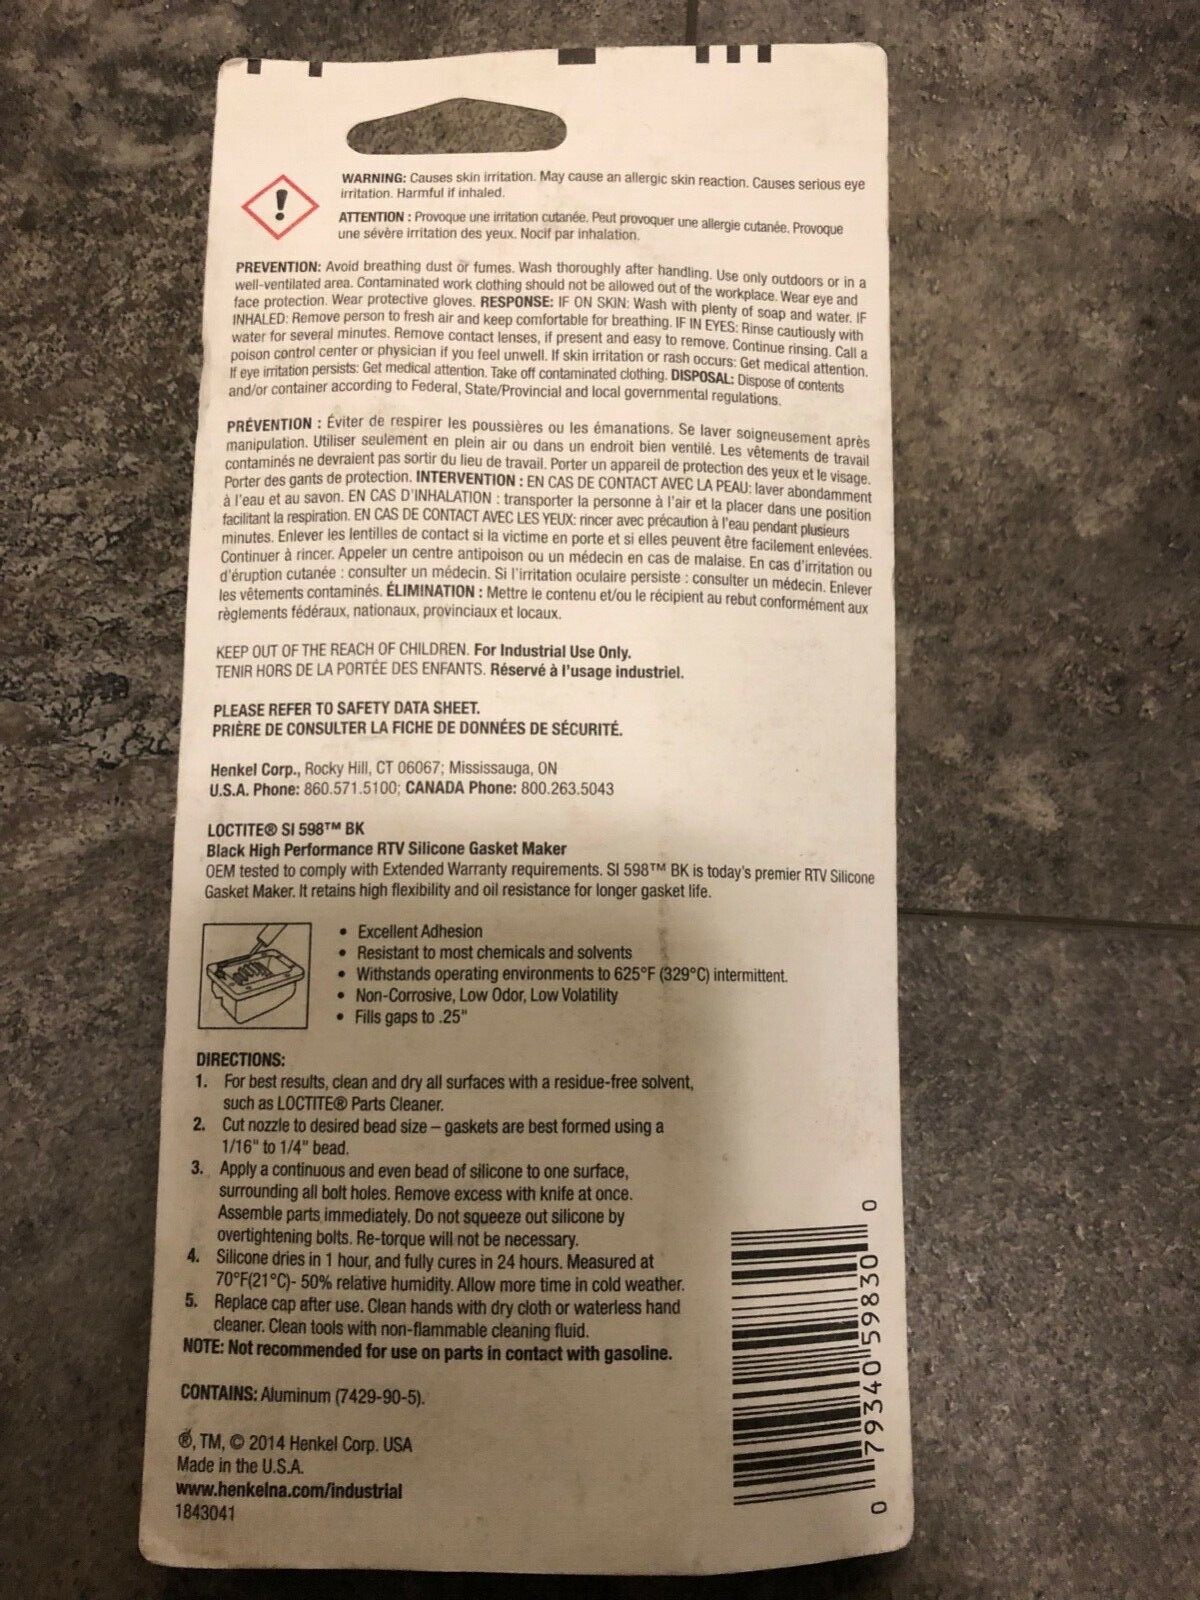 WARNING: Causes skin irritation. May cause an allergic skin reaction. Causes serious eye
irritation. Harmful if inhaled.
ATTENTION : Provoque une irritation cutanée. Peut provoquer une allergie cutanée. Provoque
une sévère irritation des yeux. Nocif par inhalation.
PREVENTION: Avoid breathing dust or fumes. Wash thoroughly after handling. Use only outdoors or in a
well-ventilated area. Contaminated work clothing should not be allowed out of the workplace. Wear eye and
face protection. Wear protective gloves. RESPONSE: IF ON SKIN: Wash with plenty of soap and water. IF
INHALED: Remove person to fresh air and keep comfortable for breathing. IF IN EYES: Rinse cautiously with
water for several minutes. Remove contact lenses, if present and easy to remove. Continue rinsing. Call a
poison control center or physician if you feel unwell. If skin irritation or rash occurs: Get medical attention.
If eye irritation persists: Get medical attention. Take off contaminated clothing. DISPOSAL: Dispose of contents
and/or container according to Federal, State/Provincial and local governmental regulations.
PRÉVENTION : Éviter de respirer les poussières ou les émanations. Se laver soigneusement après
manipulation. Utiliser seulement en plein air ou dans un endroit bien ventilé. Les vêtements de travail
contaminés ne devraient pas sortir du lieu de travail. Porter un appareil de protection des yeux et le visage.
Porter des gants de protection. INTERVENTION : EN CAS DE CONTACT AVEC LA PEAU: laver abondamment
à l'eau et au savon. EN CAS D'INHALATION : transporter la personne à l'air et la placer dans une position
facilitant la respiration. EN CAS DE CONTACT AVEC LES YEUX: rincer avec précaution à l'eau pendant plusieurs
minutes. Enlever les lentilles de contact si la victime en porte et si elles peuvent être facilement enlevées.
Continuer à rincer. Appeler un centre antipoison ou un médecin en cas de malaise. En cas d'irritation ou
d'éruption cutanée : consulter un médecin. Si l'irritation oculaire persiste : consulter un médecin. Enlever
les vêtements contaminés. ÉLIMINATION : Mettre le contenu et/ou le récipient au rebut conformément aux
règlements fédéraux, nationaux, provinciaux et locaux.
KEEP OUT OF THE REACH OF CHILDREN. For Industrial Use Only.
TENIR HORS DE LA PORTÉE DES ENFANTS. Réservé à l'usage industriel.
PLEASE REFER TO SAFETY DATA SHEET.
PRIÈRE DE CONSULTER LA FICHE DE DONNÉES DE SÉCURITÉ.
Henkel Corp., Rocky Hill, CT 06067; Mississauga, ON
U.S.A. Phone: 860.571.5100; CANADA Phone: 800.263.5043
LOCTITE® SI 598™ BK
Black High Performance RTV Silicone Gasket Maker
OEM tested to comply with Extended Warranty requirements. SI 598™ BK is today's premier RTV Silicone
Gasket Maker. It retains high flexibility and oil resistance for longer gasket life.
• Excellent Adhesion
• Resistant to most chemicals and solvents
• Withstands operating environments to 625°F (329°C) intermittent.
• Non-Corrosive, Low Odor, Low Volatility
• Fills gaps to .25"
DIRECTIONS:
1. For best results, clean and dry all surfaces with a residue-free solvent,
such as LOCTITE® Parts Cleaner.
2. Cut nozzle to desired bead size – gaskets are best formed using a
1/16" to 1/4" bead.
3. Apply a continuous and even bead of silicone to one surface,
surrounding all bolt holes. Remove excess with knife at once.
Assemble parts immediately. Do not squeeze out silicone by
overtightening bolts. Re-torque will not be necessary.
4. Silicone dries in 1 hour, and fully cures in 24 hours. Measured at
70°F(21°C)- 50% relative humidity. Allow more time in cold weather.
5. Replace cap after use. Clean hands with dry cloth or waterless hand
cleaner. Clean tools with non-flammable cleaning fluid.
NOTE: Not recommended for use on parts in contact with gasoline.
CONTAINS: Aluminum (7429-90-5).
®, TM, © 2014 Henkel Corp. USA
Made in the U.S.A.
www.henkelna.com/industrial
1843041
0 79340 59830 0